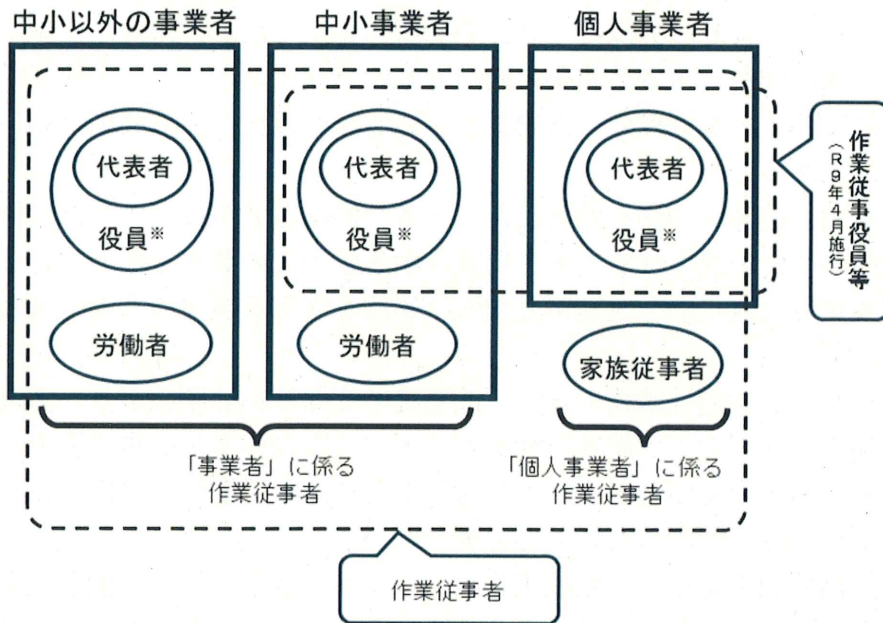 中小以外の事業者
中小事業者
個人事業者
代表者
役員※
労働者
代表者
役員※
労働者
代表者
役員※
家族従事者
作業従事役員等
（R9年4月施行）
「事業者」に係る
作業従事者
「個人事業者」に係る
作業従事者
作業従事者